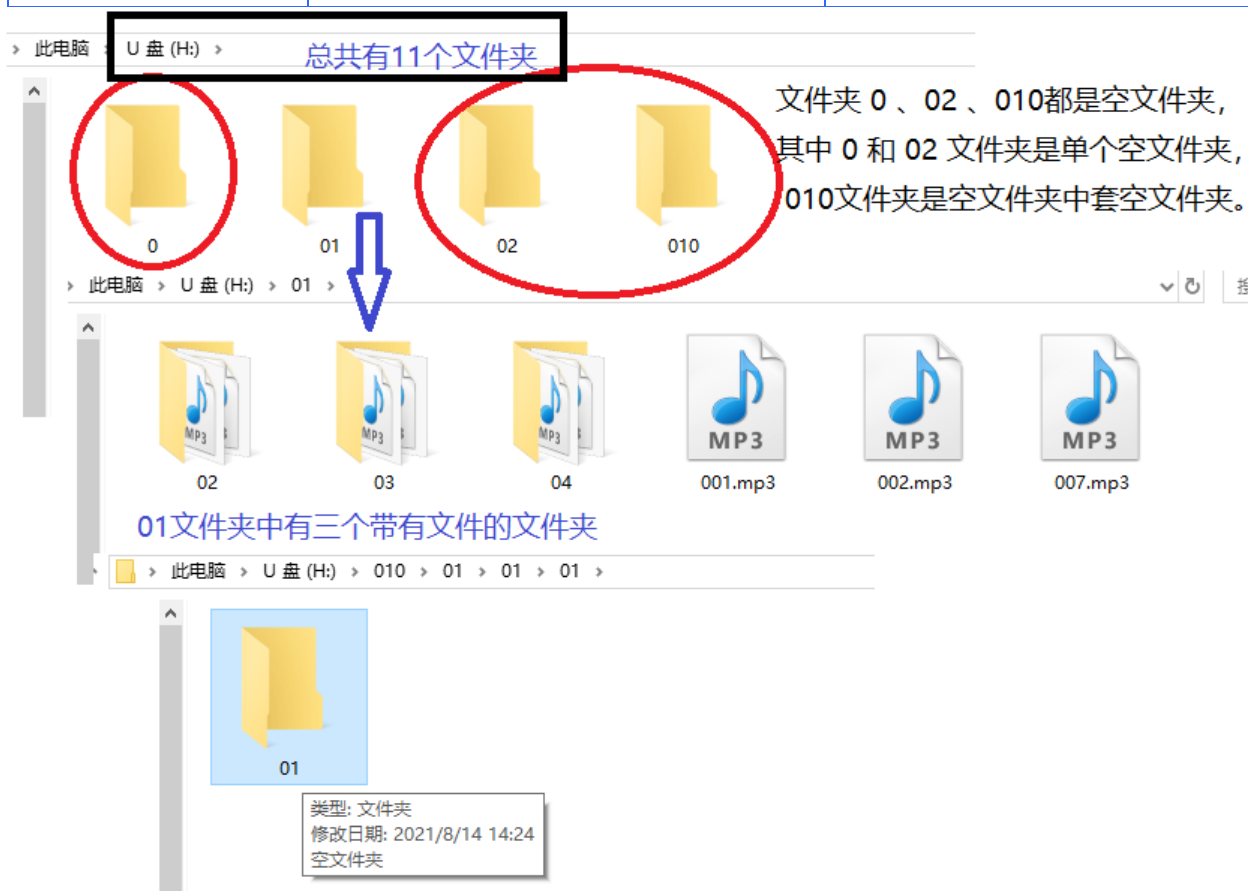 此电脑 › U 盘 (H:) ›
总共有11个文件夹
文件夹 0 、02 、010都是空文件夹，
其中 0 和 02 文件夹是单个空文件夹，
010文件夹是空文件夹中套空文件夹。
0
01
02
010
此电脑 › U 盘 (H:) › 01 ›
MP3
MP3
MP3
MP3
MP3
MP3
02
03
04
001.mp3
002.mp3
007.mp3
01文件夹中有三个带有文件的文件夹
此电脑 › U 盘 (H:) › 010 › 01 › 01 › 01 ›
01
类型: 文件夹
修改日期: 2021/8/14 14:24
空文件夹